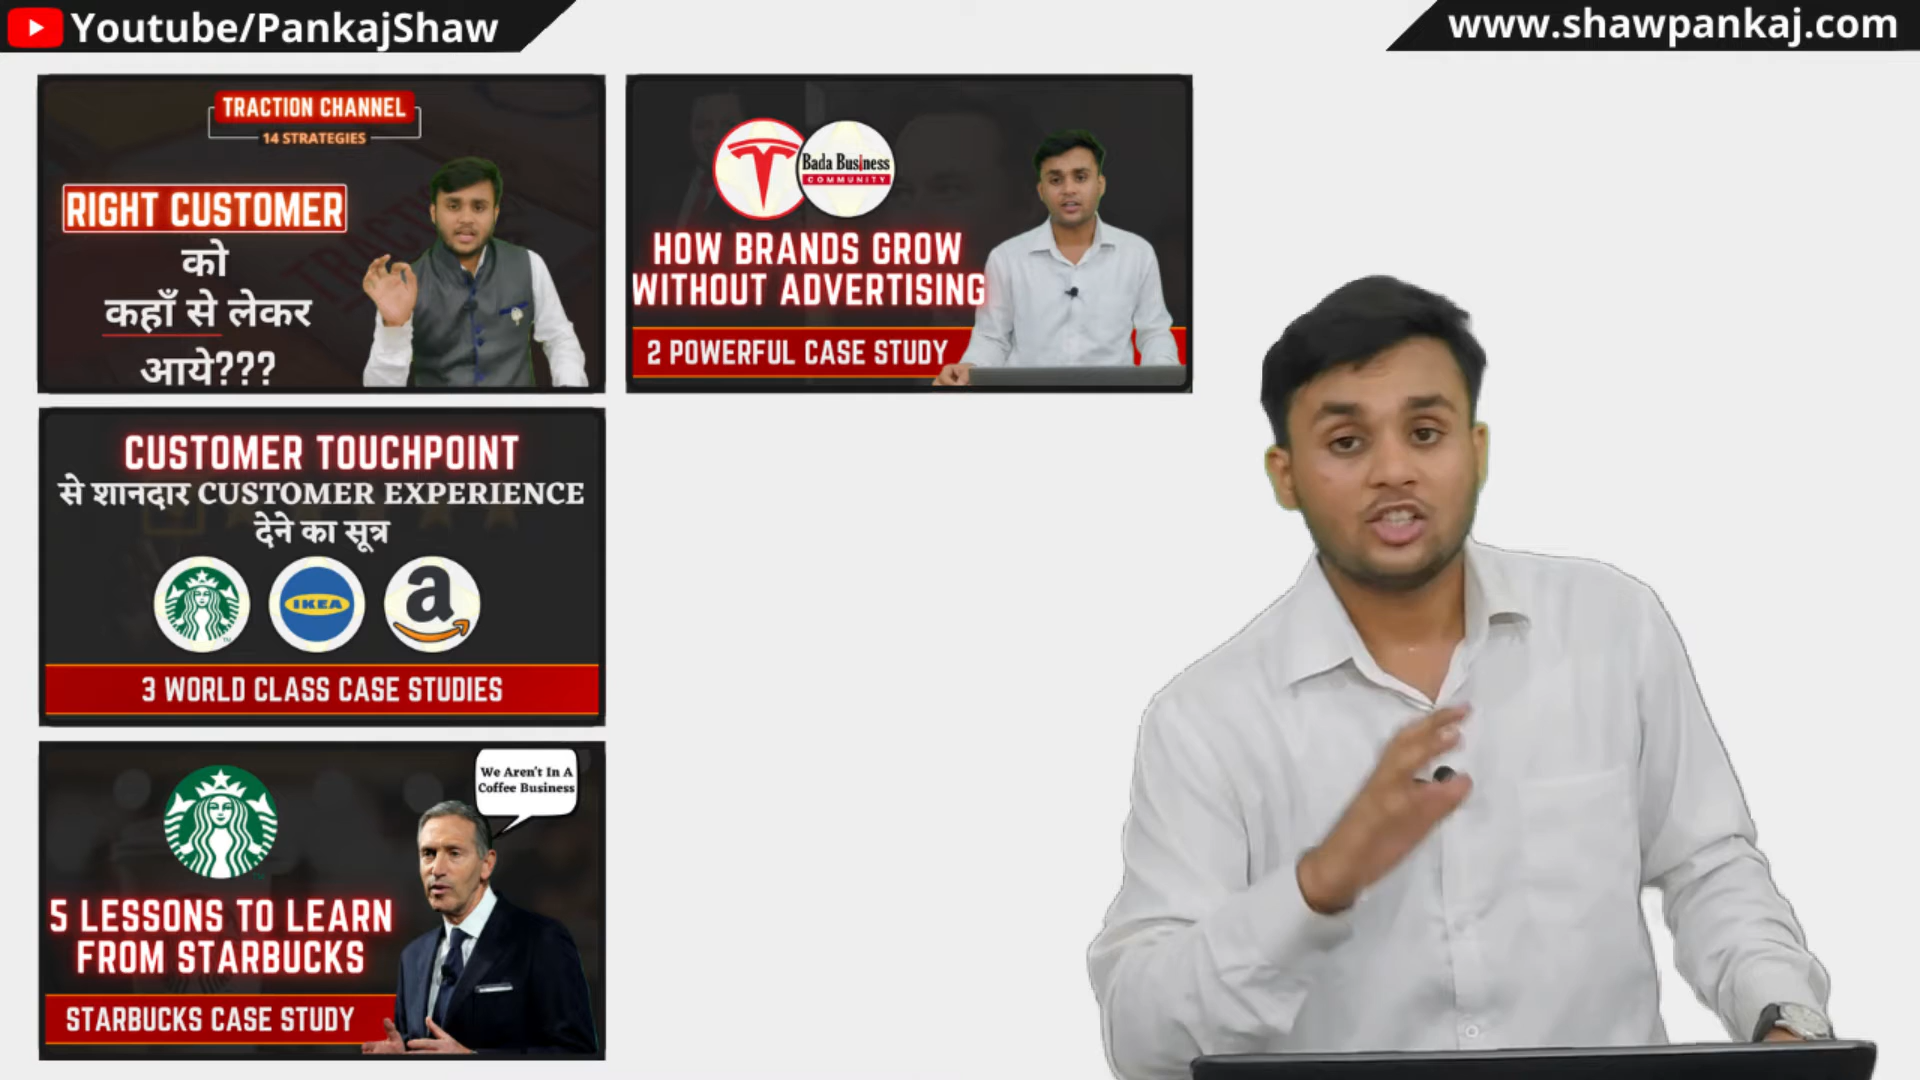 Youtube/PankajShaw
www.shawpankaj.com
TRACTION CHANNEL
14 STRATEGIES
RIGHT CUSTOMER
को
कहाँ से लेकर
आये???
Bada Business
COMMUNITY
HOW BRANDS GROW
WITHOUT ADVERTISING
2 POWERFUL CASE STUDY
CUSTOMER TOUCHPOINT
से शानदार CUSTOMER EXPERIENCE
देने का सूत्र
IKEA
a
3 WORLD CLASS CASE STUDIES
We Aren't In A
Coffee Business
5 LESSONS TO LEARN
FROM STARBUCKS
STARBUCKS CASE STUDY